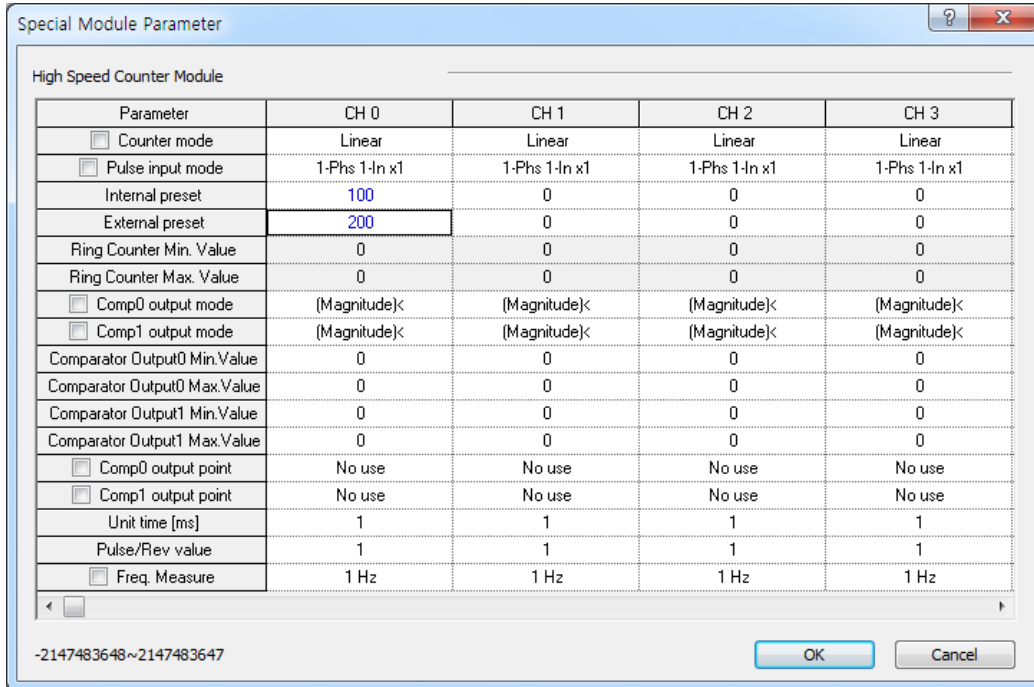 Special Module Parameter
High Speed Counter Module
Parameter CH 0 CH 1 CH 2 CH 3
Counter mode Linear Linear Linear Linear
Pulse input mode 1-Phs 1-In x1 1-Phs 1-In x1 1-Phs 1-In x1 1-Phs 1-In x1
Internal preset 100 0 0 0
External preset 200 0 0 0
Ring Counter Min. Value 0 0 0 0
Ring Counter Max. Value 0 0 0 0
Comp0 output mode (Magnitude)< (Magnitude)< (Magnitude)< (Magnitude)<
Comp1 output mode (Magnitude)< (Magnitude)< (Magnitude)< (Magnitude)<
Comparator Output0 Min.Value 0 0 0 0
Comparator Output0 Max.Value 0 0 0 0
Comparator Output1 Min.Value 0 0 0 0
Comparator Output1 Max.Value 0 0 0 0
Comp0 output point No use No use No use No use
Comp1 output point No use No use No use No use
Unit time [ms] 1 1 1 1
Pulse/Rev value 1 1 1 1
Freq. Measure 1 Hz 1 Hz 1 Hz 1 Hz
-2147483648~2147483647 OK Cancel